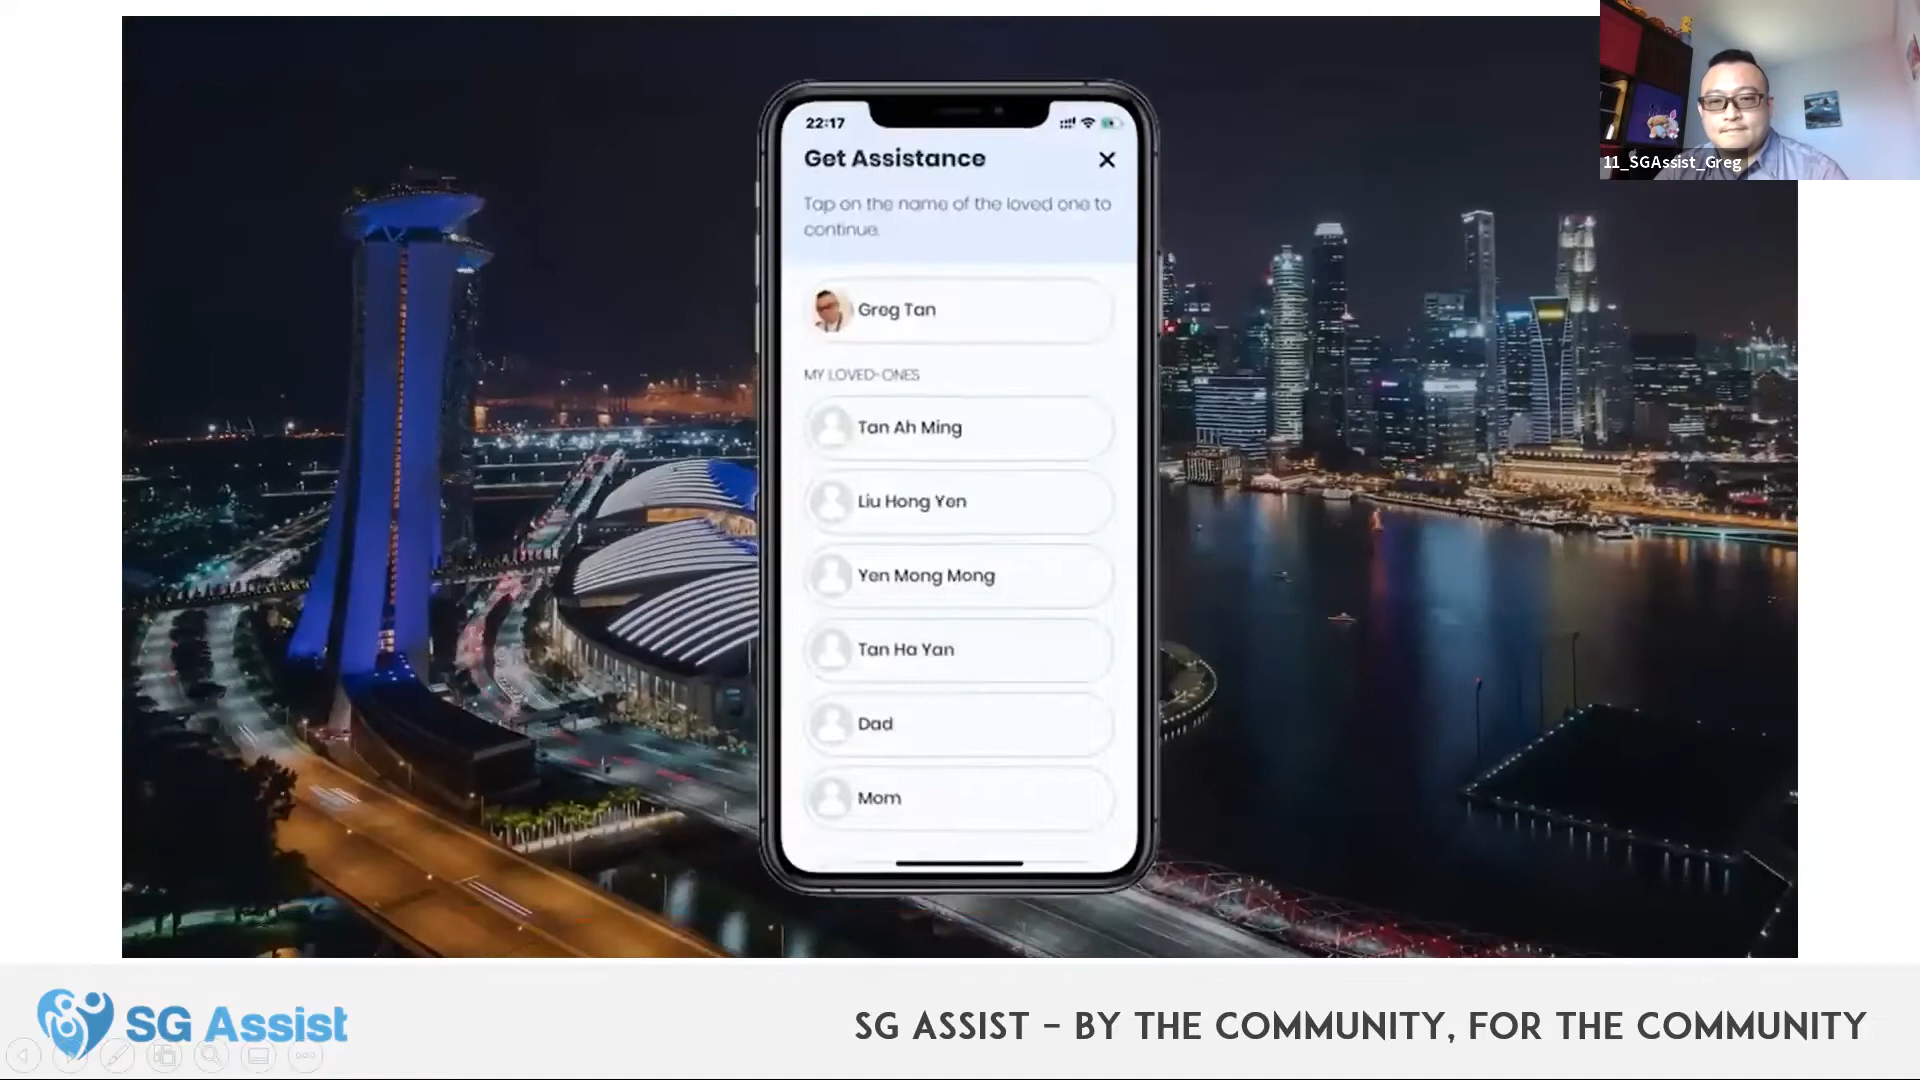 11_SGAssist_Greg
22:17
Get Assistance
Tap on the name of the loved one to
continue.
Greg Tan
MY LOVED-ONES
Tan Ah Ming
Liu Hong Yen
Yen Mong Mong
Tan Ha Yan
Dad
Mom
SG Assist
SG ASSIST – BY THE COMMUNITY, FOR THE COMMUNITY